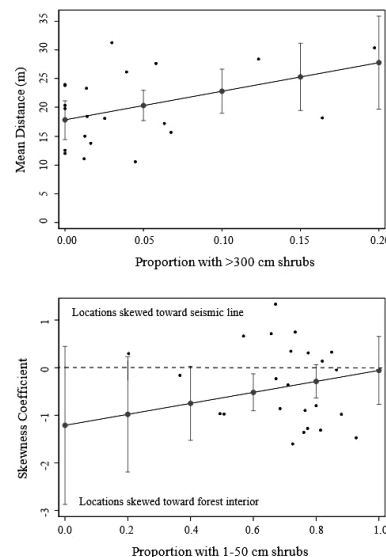 35
30
25
20
15
10
5
0
Mean Distance (m)
0.00 0.05 0.10 0.15 0.20
Proportion with >300 cm shrubs
Locations skewed toward seismic line
1
0
-1
-2
-3
Skewness Coefficient
Locations skewed toward forest interior
0.0 0.2 0.4 0.6 0.8 1.0
Proportion with 1-50 cm shrubs